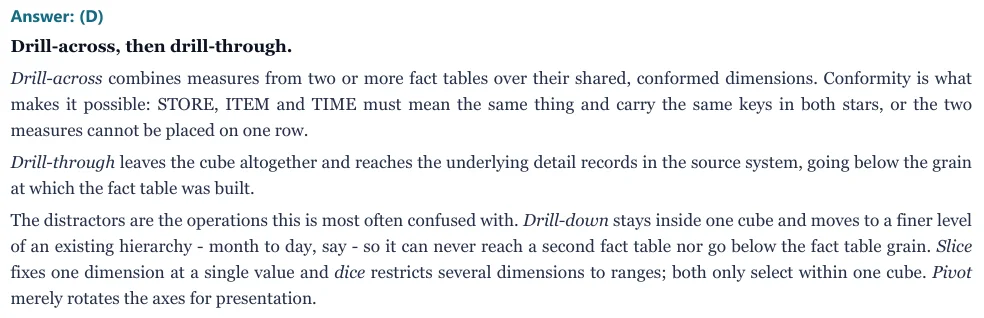 Answer: (D)
Drill-across, then drill-through.
Drill-across combines measures from two or more fact tables over their shared, conformed dimensions. Conformity is what
makes it possible: STORE, ITEM and TIME must mean the same thing and carry the same keys in both stars, or the two
measures cannot be placed on one row.
Drill-through leaves the cube altogether and reaches the underlying detail records in the source system, going below the grain
at which the fact table was built.
The distractors are the operations this is most often confused with. Drill-down stays inside one cube and moves to a finer level
of an existing hierarchy - month to day, say - so it can never reach a second fact table nor go below the fact table grain. Slice
fixes one dimension at a single value and dice restricts several dimensions to ranges; both only select within one cube. Pivot
merely rotates the axes for presentation.